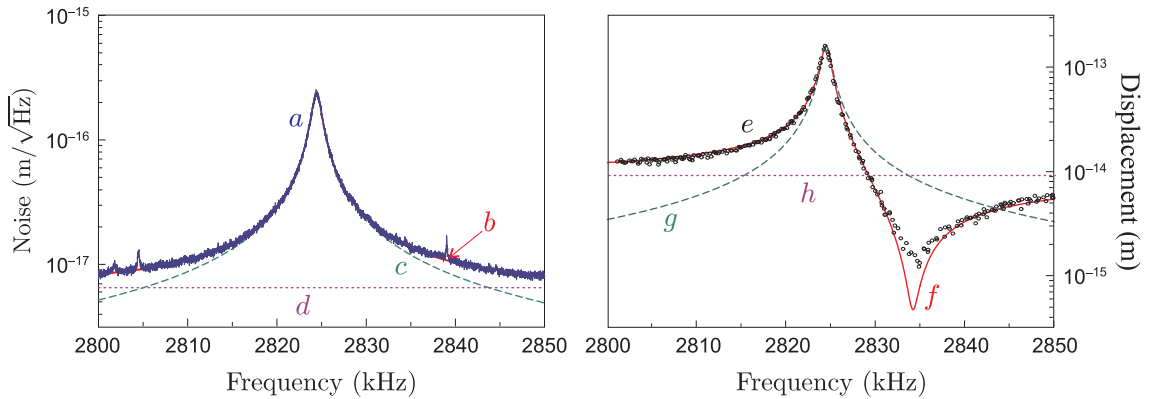 10^{-15}
10^{-16}
10^{-17}
Noise (m/√Hz)
a
b
c
d
2800 2810 2820 2830 2840 2850
Frequency (kHz)
e
f
g
h
2800 2810 2820 2830 2840 2850
Frequency (kHz)
10^{-13}
10^{-14}
10^{-15}
Displacement (m)